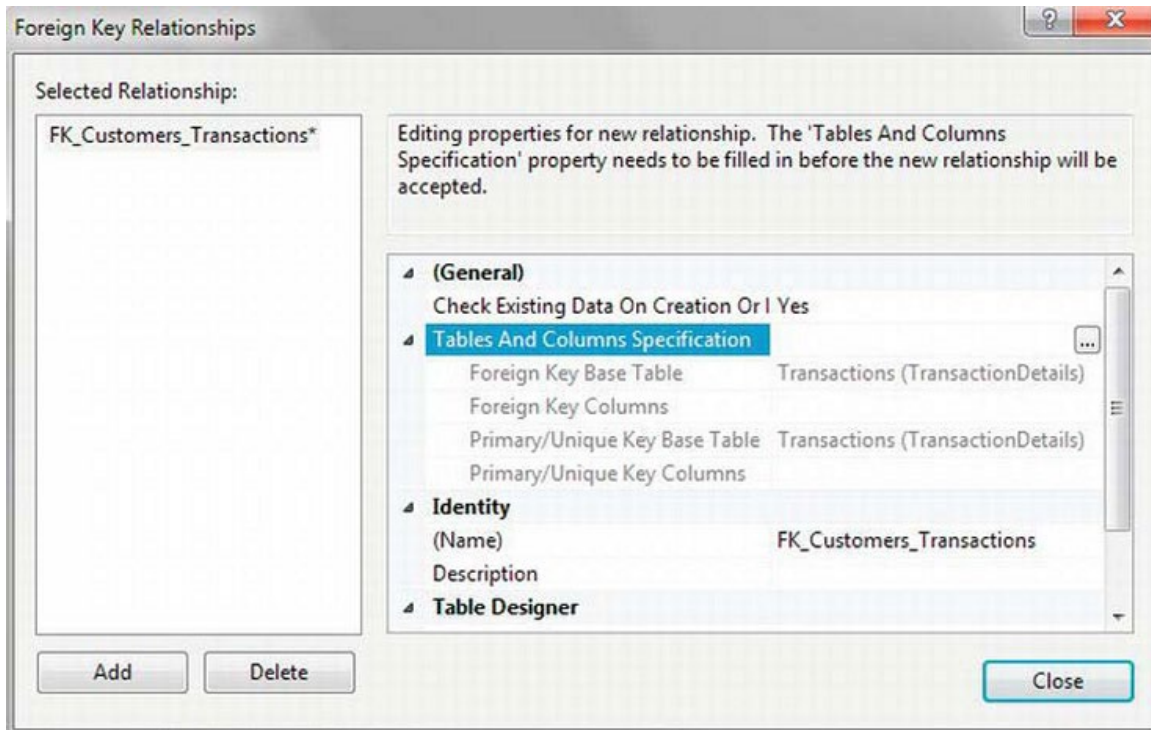 Foreign Key Relationships
Selected Relationship:
FK_Customers_Transactions*
Editing properties for new relationship. The 'Tables And Columns
Specification' property needs to be filled in before the new relationship will be
accepted.
(General)
Check Existing Data On Creation Or I Yes
Tables And Columns Specification ...
Foreign Key Base Table Transactions (TransactionDetails)
Foreign Key Columns
Primary/Unique Key Base Table Transactions (TransactionDetails)
Primary/Unique Key Columns
Identity
(Name) FK_Customers_Transactions
Description
Table Designer
Add Delete
Close